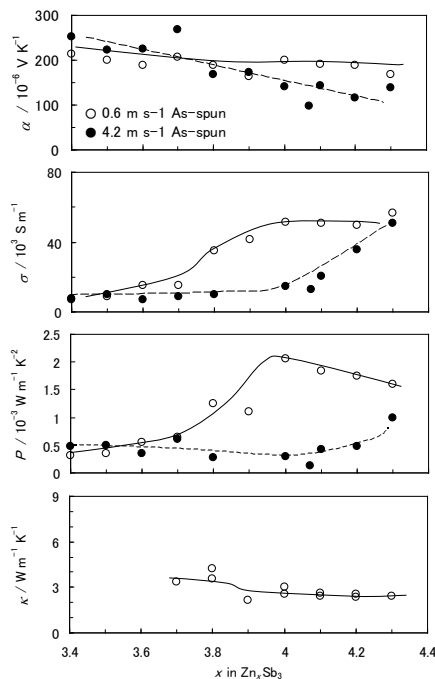 300
200
100
0
α / 10⁻⁶ V K⁻¹
0.6 m s-1 As-spun
4.2 m s-1 As-spun
80
40
0
σ / 10³ S m⁻¹
2.5
2
1.5
1
0.5
0
P / 10⁻³ W m⁻¹ K⁻²
9
6
3
0
κ / W m⁻¹ K⁻¹
3.4 3.6 3.8 4 4.2 4.4
x in ZnₓSb₃